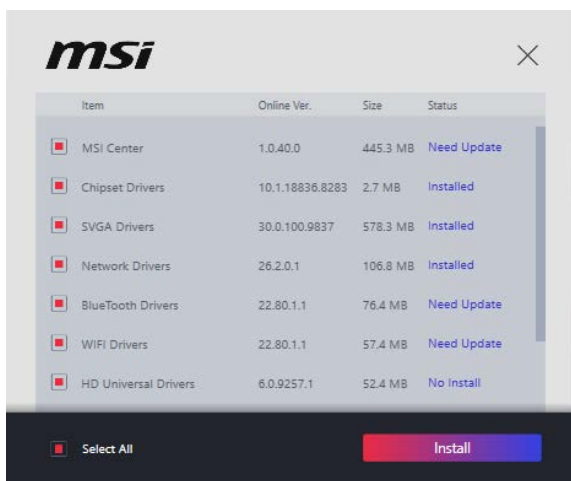 msi
Item Online Ver. Size Status
MSI Center 1.0.40.0 445.3 MB Need Update
Chipset Drivers 10.1.18836.8283 2.7 MB Installed
SVGA Drivers 30.0.100.9837 578.3 MB Installed
Network Drivers 26.2.0.1 106.8 MB Installed
BlueTooth Drivers 22.80.1.1 76.4 MB Need Update
WIFI Drivers 22.80.1.1 57.4 MB Need Update
HD Universal Drivers 6.0.9257.1 52.4 MB No Install
Select All Install